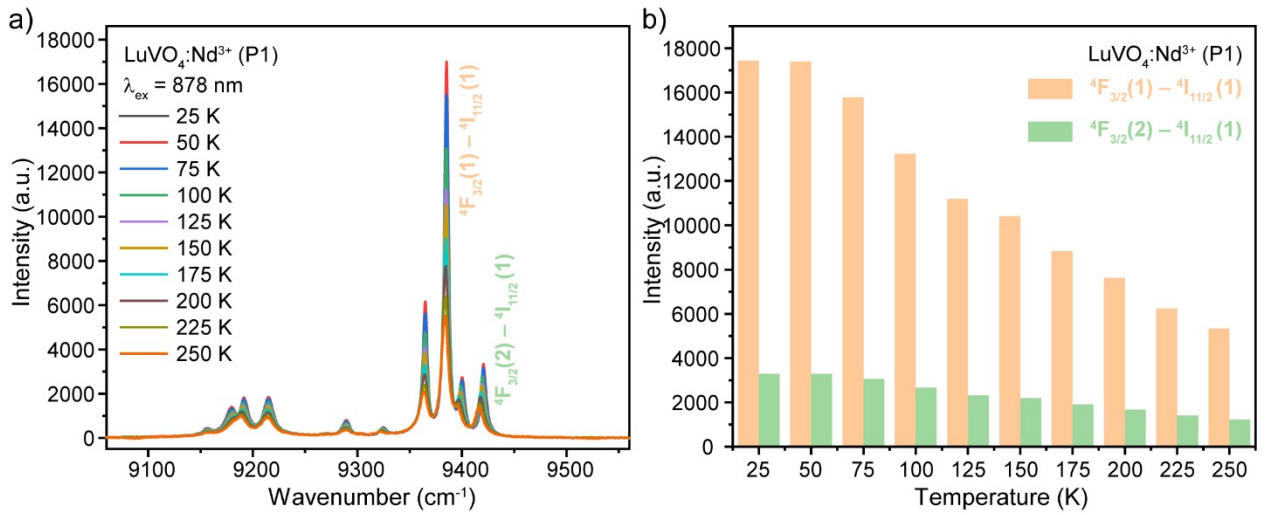 a)
LuVO₄:Nd³⁺ (P1)
λₑₓ = 878 nm
25 K
50 K
75 K
100 K
125 K
150 K
175 K
200 K
225 K
250 K
⁴F₃/₂(1) – ⁴I₁₁/₂(1)
⁴F₃/₂(2) – ⁴I₁₁/₂(1)
Intensity (a.u.)
18000
16000
14000
12000
10000
8000
6000
4000
2000
0
9100 9200 9300 9400 9500
Wavenumber (cm⁻¹)
b)
LuVO₄:Nd³⁺ (P1)
⁴F₃/₂(1) – ⁴I₁₁/₂(1)
⁴F₃/₂(2) – ⁴I₁₁/₂(1)
Intensity (a.u.)
18000
16000
14000
12000
10000
8000
6000
4000
2000
0
25 50 75 100 125 150 175 200 225 250
Temperature (K)